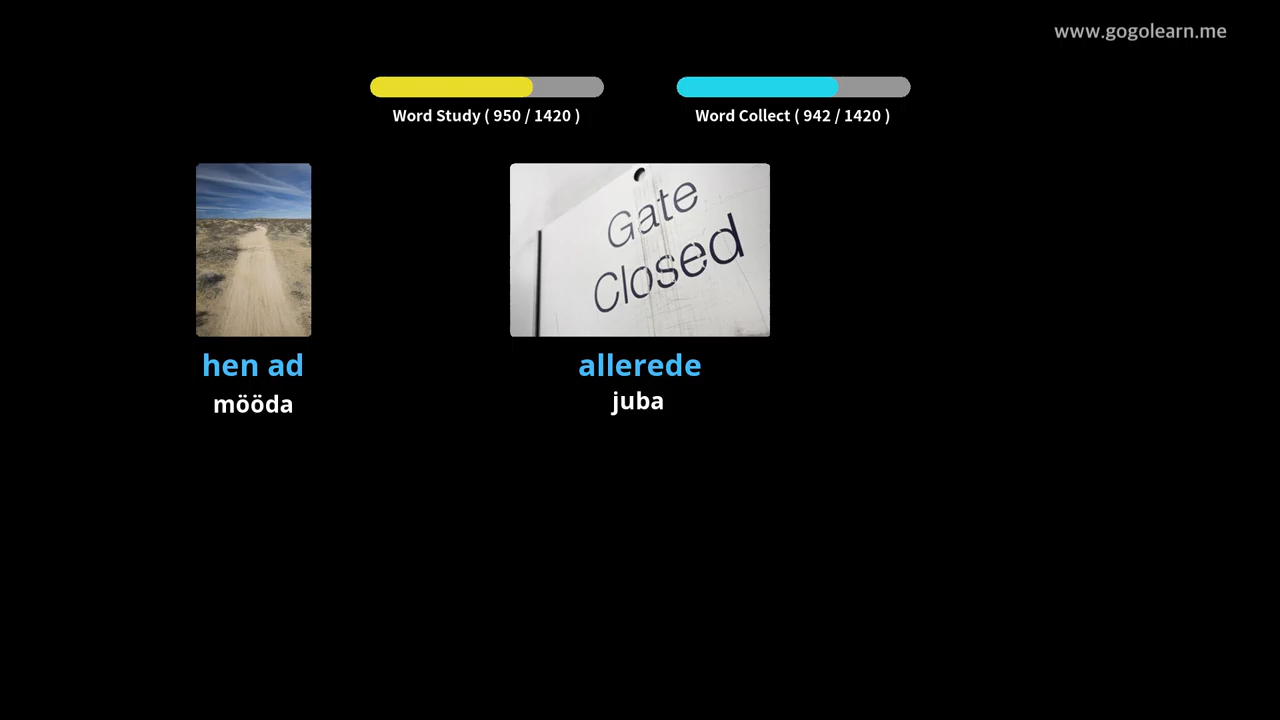 www.gogolearn.me
Word Study ( 950 / 1420 )
Word Collect ( 942 / 1420 )
Gate
Closed
hen ad
mööda
allerede
juba